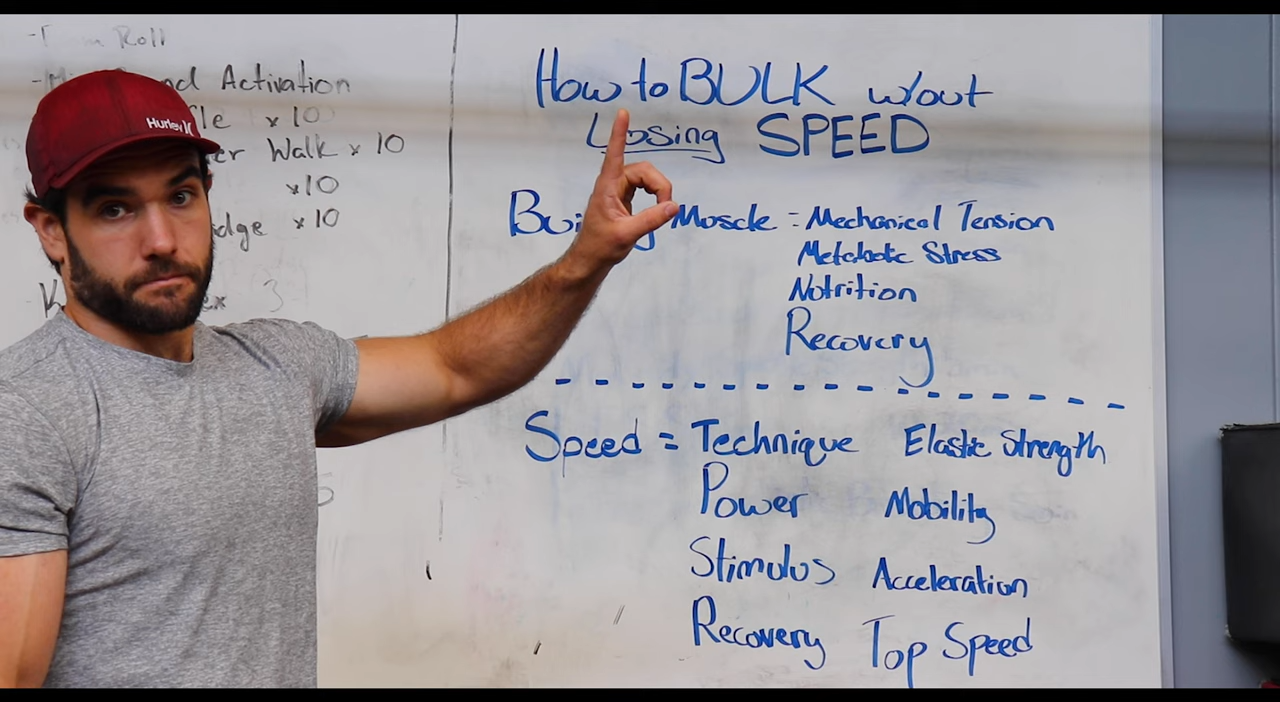 Roll
Activation
x 10
Walk x 10
x10
x 10
3
Hurley
How to BULK w/out
Losing SPEED
Muscle = Mechanical Tension
Metabolic Stress
Nutrition
Recovery
Speed = Technique Elastic Strength
Power Mobility
Stimulus Acceleration
Recovery Top Speed